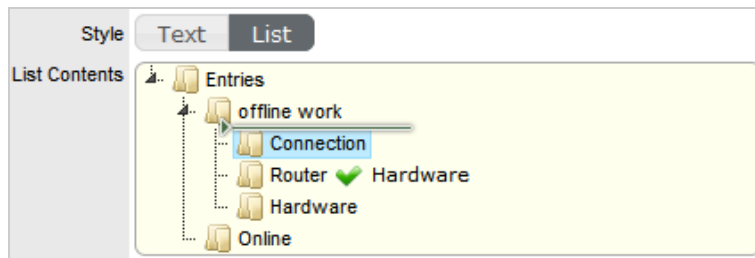 Style Text List
List Contents Entries
offline work
Connection
Router Hardware
Hardware
Online